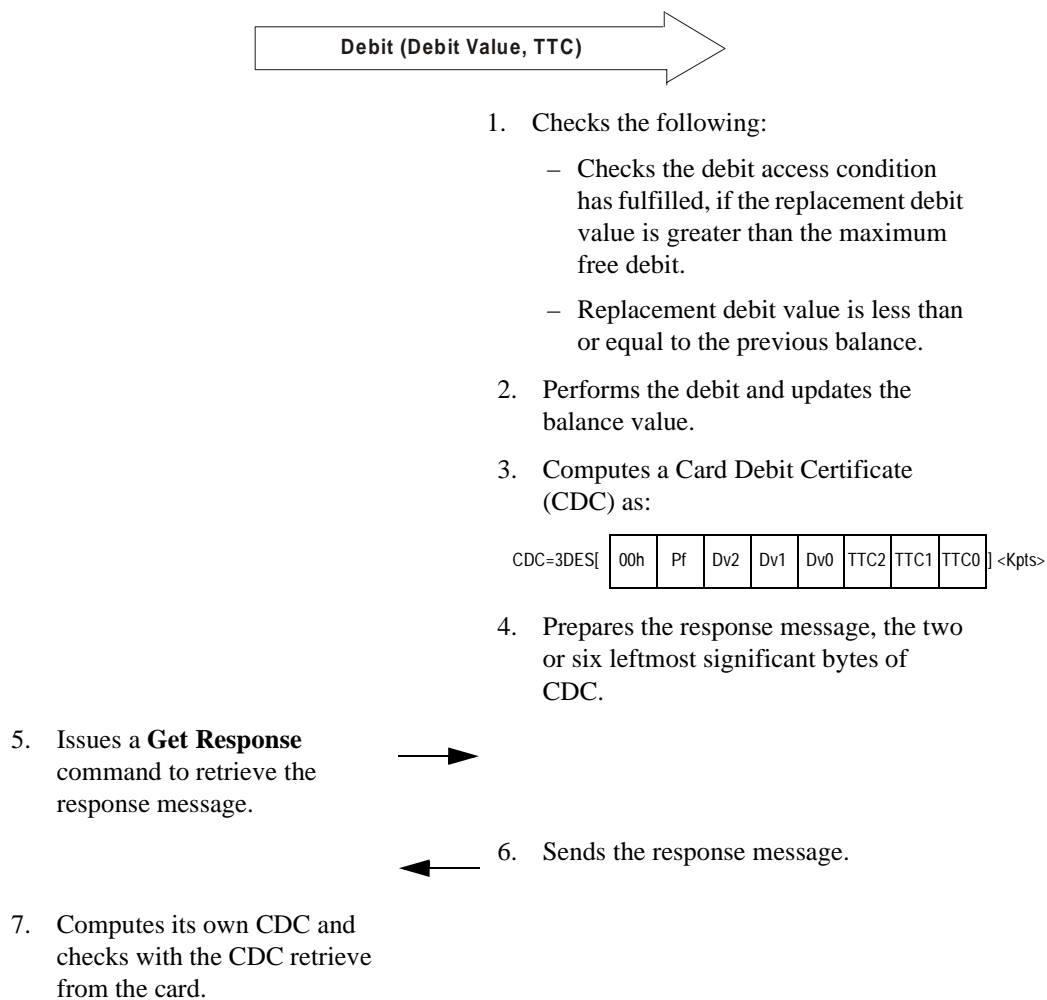 Debit (Debit Value, TTC)
1. Checks the following:
– Checks the debit access condition
has fulfilled, if the replacement debit
value is greater than the maximum
free debit.
– Replacement debit value is less than
or equal to the previous balance.
2. Performs the debit and updates the
balance value.
3. Computes a Card Debit Certificate
(CDC) as:
CDC=3DES[ 00h Pf Dv2 Dv1 Dv0 TTC2 TTC1 TTC0 ] <Kpts>
4. Prepares the response message, the two
or six leftmost significant bytes of
CDC.
5. Issues a Get Response
command to retrieve the
response message.
6. Sends the response message.
7. Computes its own CDC and
checks with the CDC retrieve
from the card.